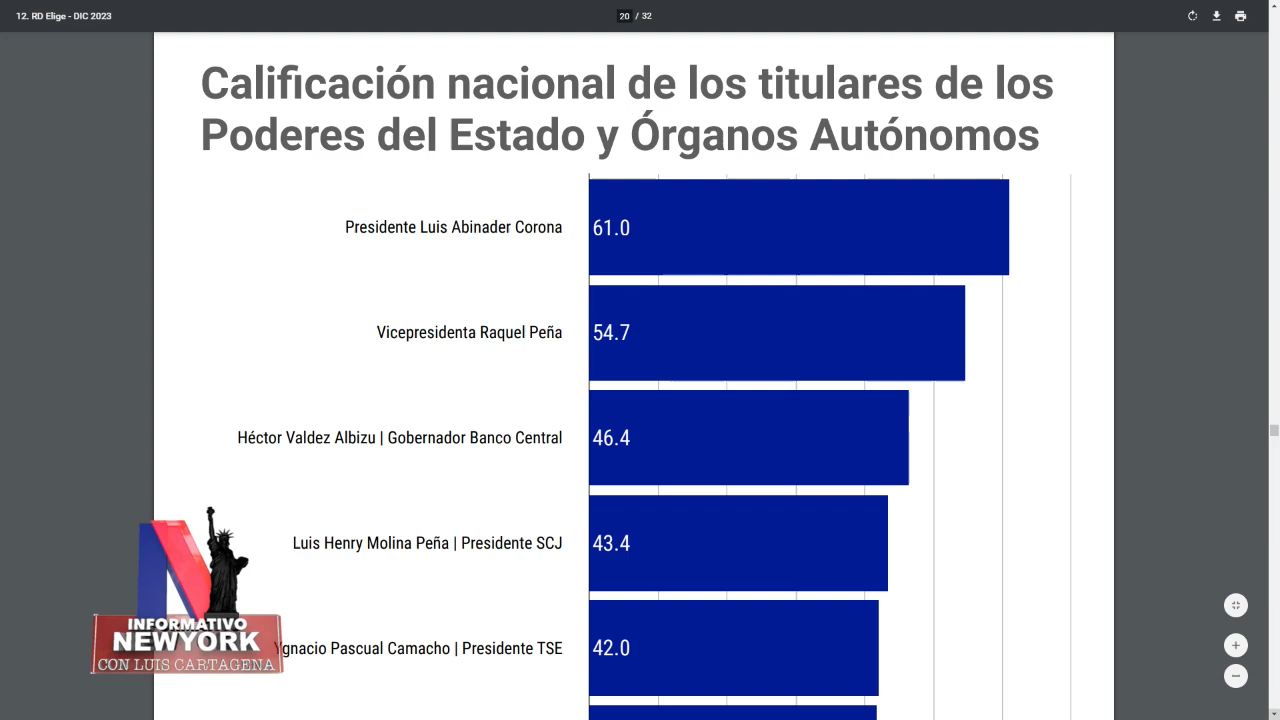 12. RD Elige - DIC 2023
20 / 32
Calificación nacional de los titulares de los
Poderes del Estado y Órganos Autónomos
Presidente Luis Abinader Corona
61.0
Vicepresidenta Raquel Peña
54.7
Héctor Valdez Albizu | Gobernador Banco Central
46.4
Luis Henry Molina Peña | Presidente SCJ
43.4
Ygnacio Pascual Camacho | Presidente TSE
42.0
INFORMATIVO
NEWYORK
CON LUIS CARTAGENA